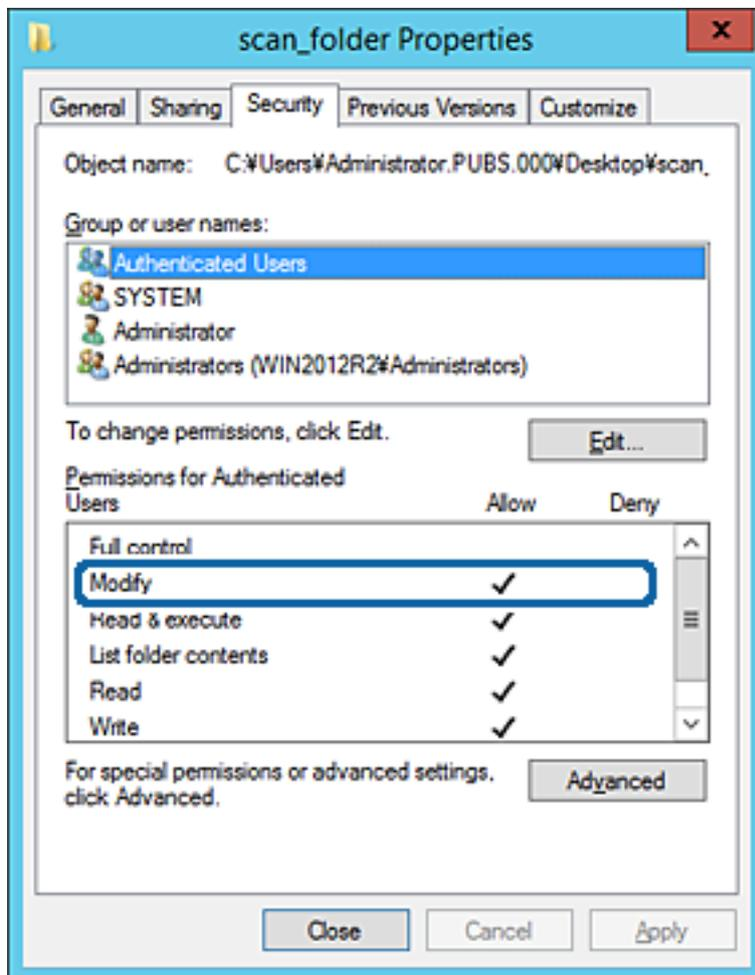 scan_folder Properties
x
General Sharing Security Previous Versions Customize
Object name: C:¥Users¥Administrator.PUBS.000¥Desktop¥scan_
Group or user names:
Authenticated Users
SYSTEM
Administrator
Administrators (WIN2012R2¥Administrators)
To change permissions, click Edit.
Edit...
Permissions for Authenticated
Users Allow Deny
Full control
Modify
Read & execute
List folder contents
Read
Write
For special permissions or advanced settings,
click Advanced.
Advanced
Close Cancel Apply